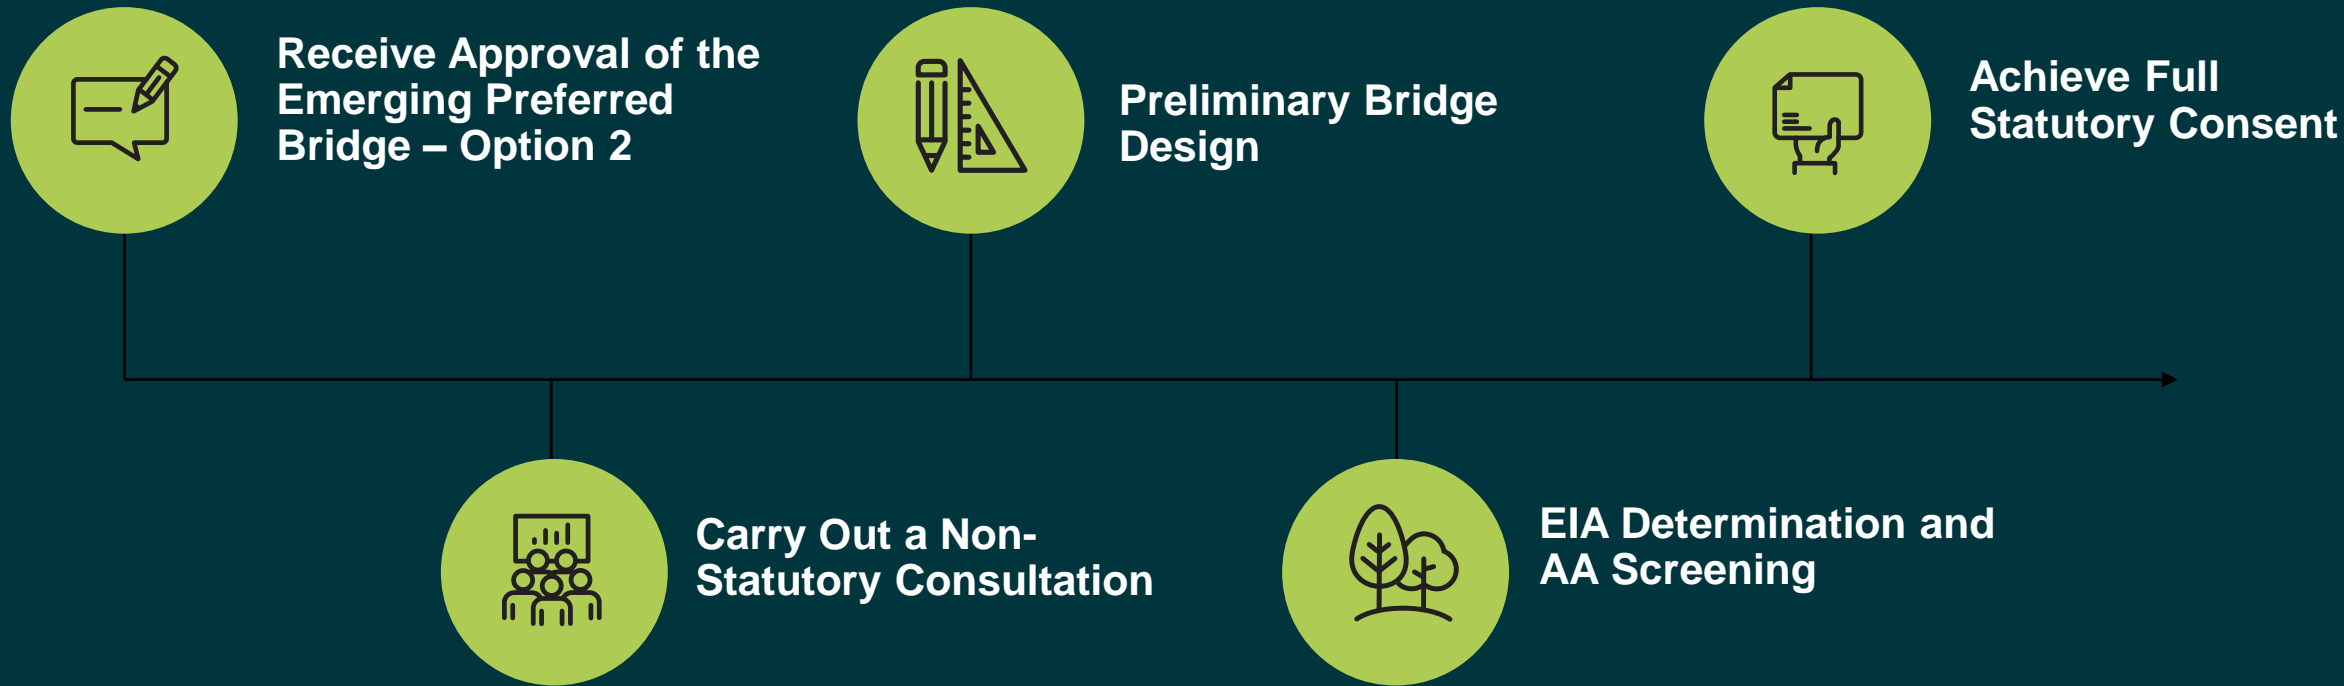 Receive Approval of the
Emerging Preferred
Bridge – Option 2
Carry Out a Non-
Statutory Consultation
Preliminary Bridge
Design
EIA Determination and
AA Screening
Achieve Full
Statutory Consent